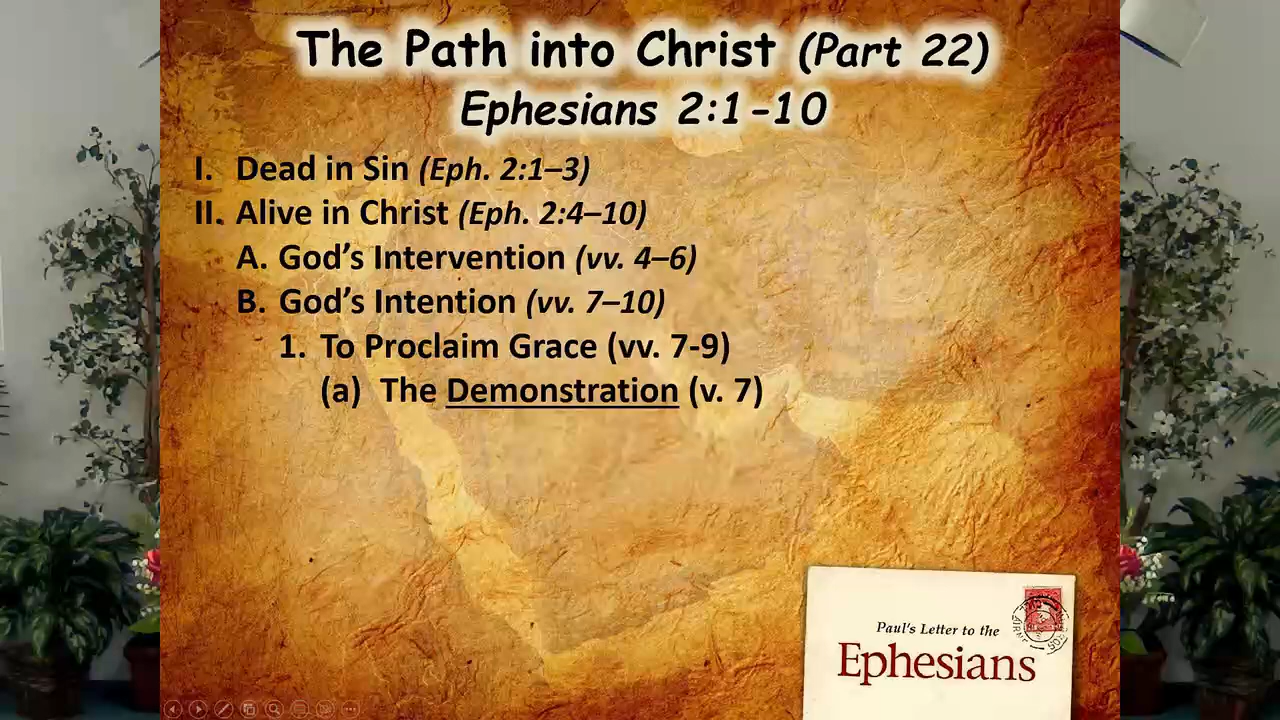 The Path into Christ (Part 22)
Ephesians 2:1-10
I. Dead in Sin (Eph. 2:1–3)
II. Alive in Christ (Eph. 2:4–10)
A. God’s Intervention (vv. 4–6)
B. God’s Intention (vv. 7–10)
1. To Proclaim Grace (vv. 7-9)
(a) The Demonstration (v. 7)
Paul's Letter to the
Ephesians